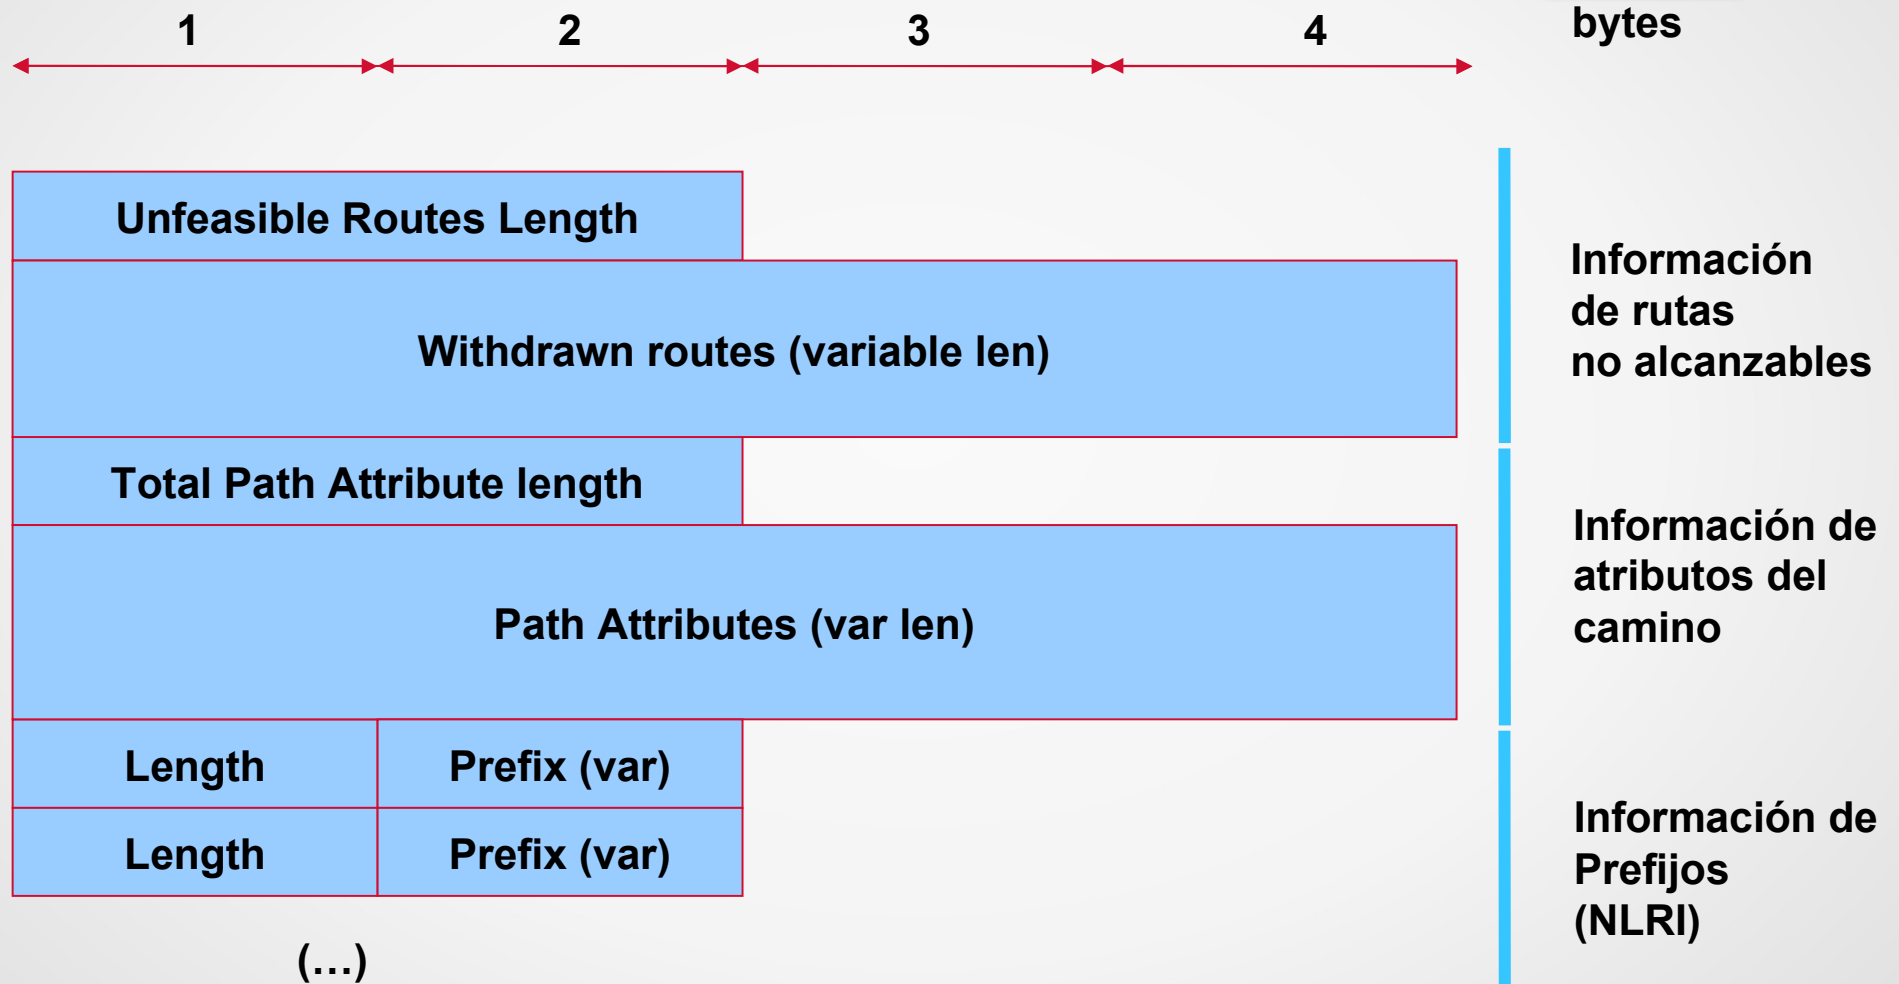 1 2 3 4 bytes
Unfeasible Routes Length
Withdrawn routes (variable len)
Información
de rutas
no alcanzables
Total Path Attribute length
Path Attributes (var len)
Información de
atributos del
camino
Length Prefix (var)
Length Prefix (var)
(...)
Información de
Prefijos
(NLRI)